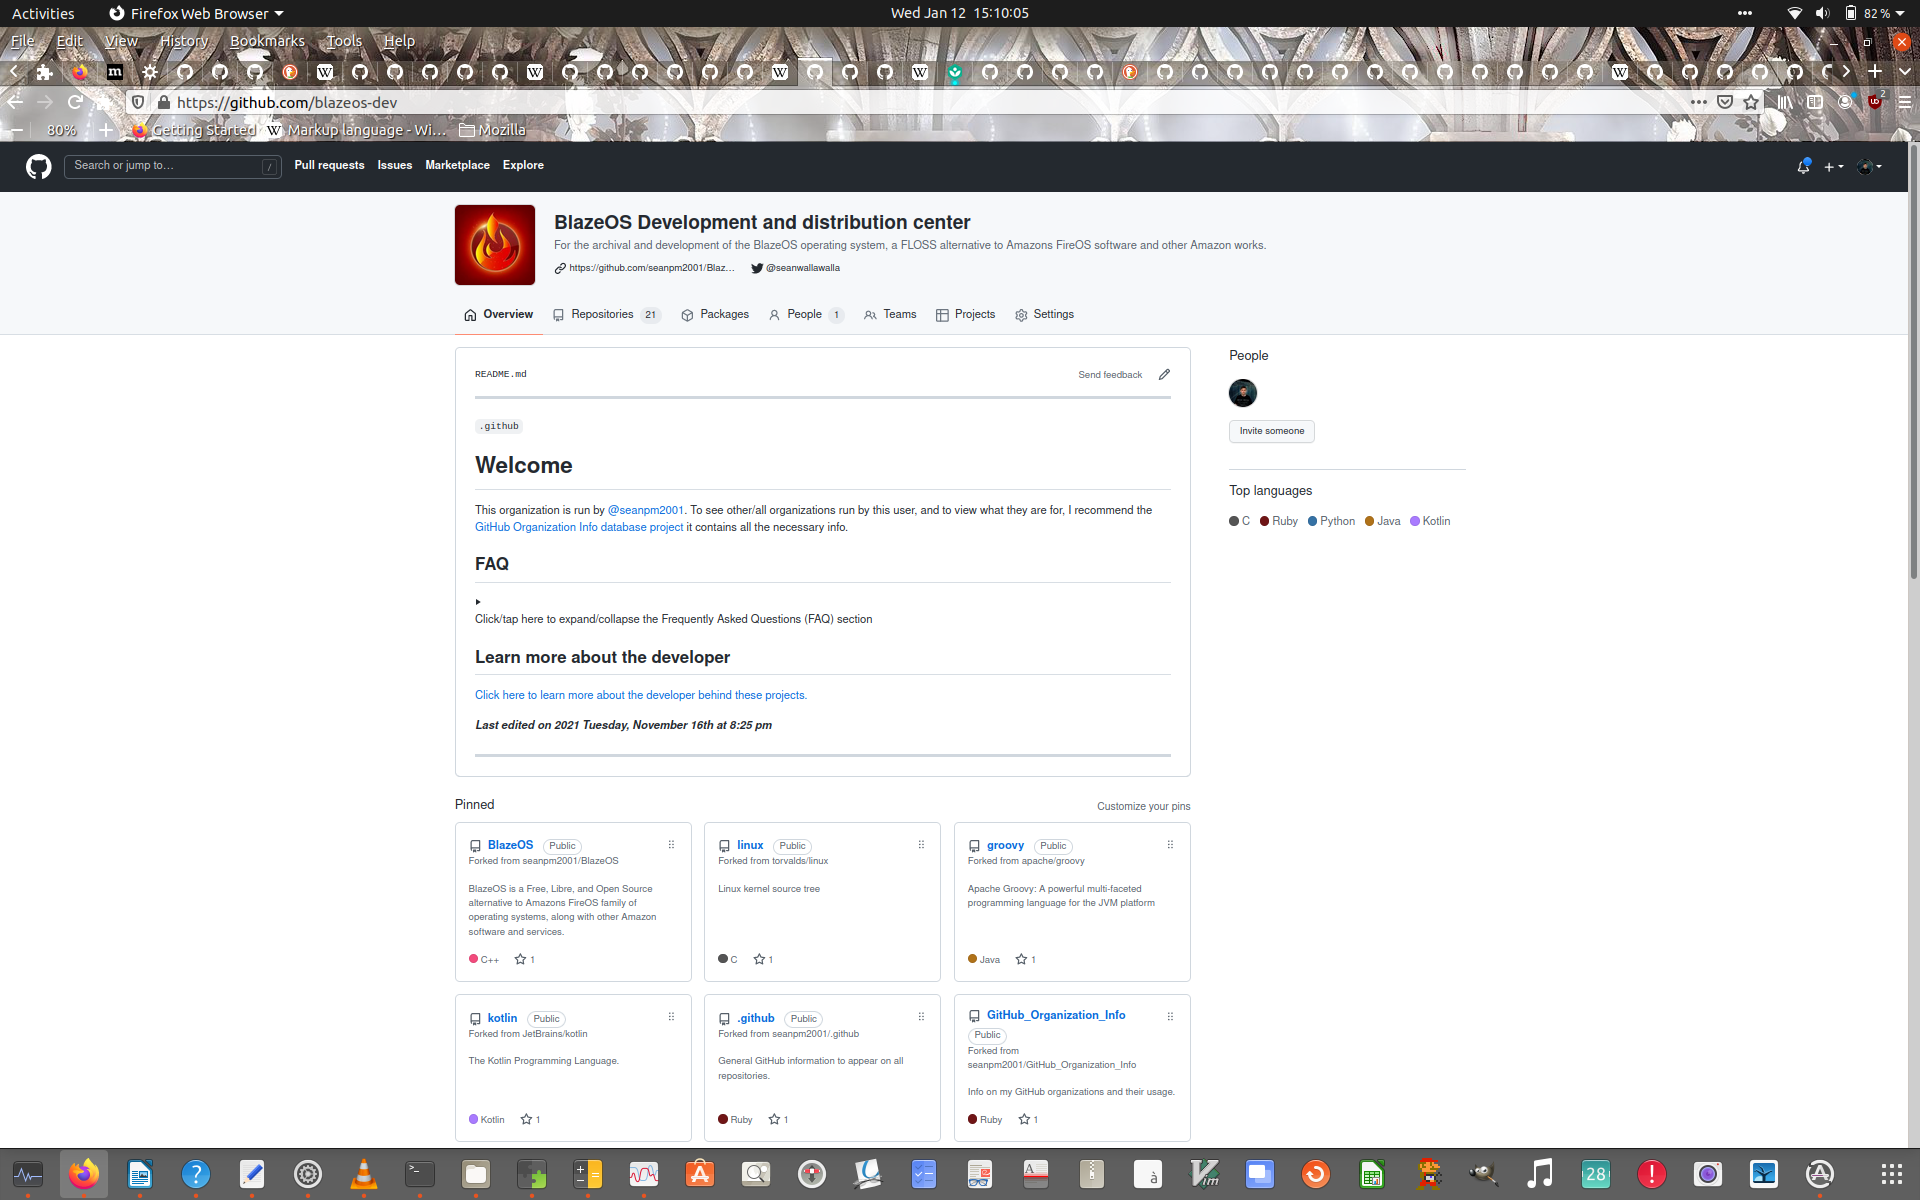 Activities
Firefox Web Browser
Wed Jan 12 15:10:05
82 %
File Edit View History Bookmarks Tools Help
https://github.com/blazeos-dev
2
80%
Getting Started
Markup language - Wi…
Mozilla
Search or jump to…
/
Pull requests
Issues
Marketplace
Explore
BlazeOS Development and distribution center
For the archival and development of the BlazeOS operating system, a FLOSS alternative to Amazons FireOS software and other Amazon works.
https://github.com/seanpm2001/Blaz…
@seanwallawalla
Overview
Repositories 21
Packages
People 1
Teams
Projects
Settings
README.md
Send feedback
.github
Welcome
This organization is run by @seanpm2001. To see other/all organizations run by this user, and to view what they are for, I recommend the
GitHub Organization Info database project it contains all the necessary info.
FAQ
Click/tap here to expand/collapse the Frequently Asked Questions (FAQ) section
Learn more about the developer
Click here to learn more about the developer behind these projects.
Last edited on 2021 Tuesday, November 16th at 8:25 pm
People
Invite someone
Top languages
C Ruby Python Java Kotlin
Pinned
Customize your pins
BlazeOS Public
Forked from seanpm2001/BlazeOS
BlazeOS is a Free, Libre, and Open Source
alternative to Amazons FireOS family of
operating systems, along with other Amazon
software and services.
C++ 1
linux Public
Forked from torvalds/linux
Linux kernel source tree
C 1
groovy Public
Forked from apache/groovy
Apache Groovy: A powerful multi-faceted
programming language for the JVM platform
Java 1
kotlin Public
Forked from JetBrains/kotlin
The Kotlin Programming Language.
Kotlin 1
.github Public
Forked from seanpm2001/.github
General GitHub information to appear on all
repositories.
Ruby 1
GitHub_Organization_Info
Public
Forked from
seanpm2001/GitHub_Organization_Info
Info on my GitHub organizations and their usage.
Ruby 1
28